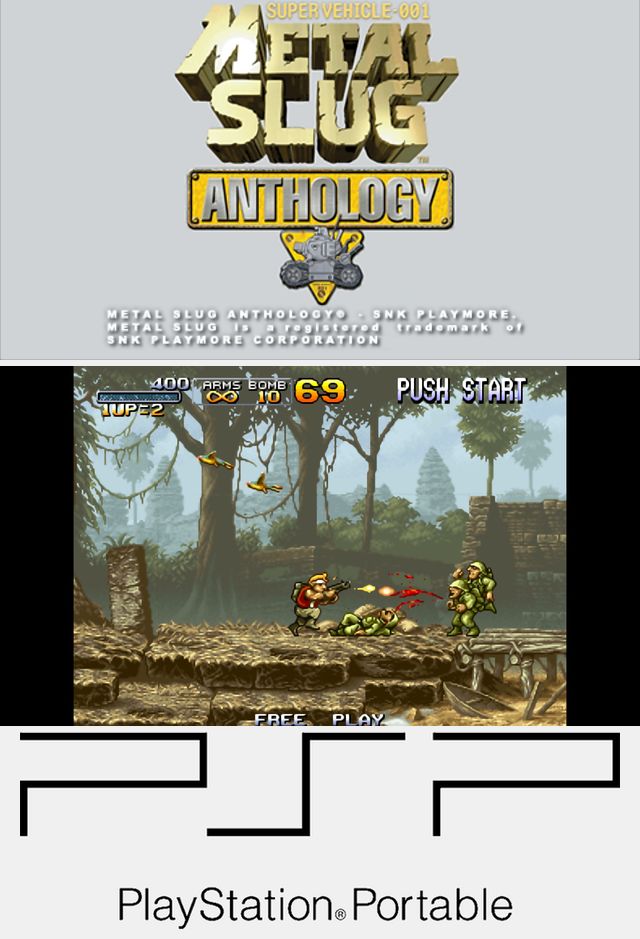 SUPER VEHICLE-001
METAL
SLUG™
ANTHOLOGY
METAL SLUG ANTHOLOGY® - SNK PLAYMORE.
METAL SLUG is a registered trademark of
SNK PLAYMORE CORPORATION
400 ARMS BOMB 69 PUSH START
∞ 10
1UP=2
FREE PLAY
PSP
PlayStation®Portable